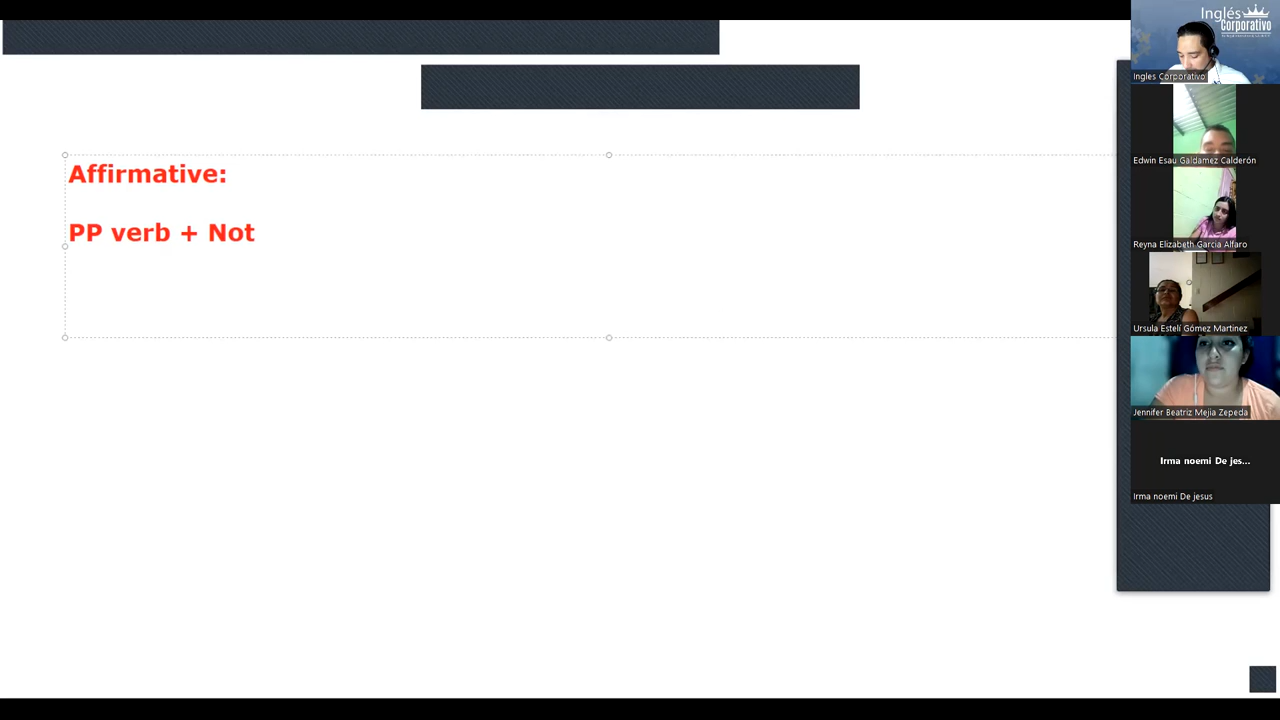 Affirmative:
PP verb + Not
Inglés
Corporativo
Ingles Corporativo
Edwin Esau Galdamez Calderón
Reyna Elizabeth Garcia Alfaro
Ursula Estelí Gómez Martinez
Jennifer Beatriz Mejia Zepeda
Irma noemi De jes...
Irma noemi De jesus